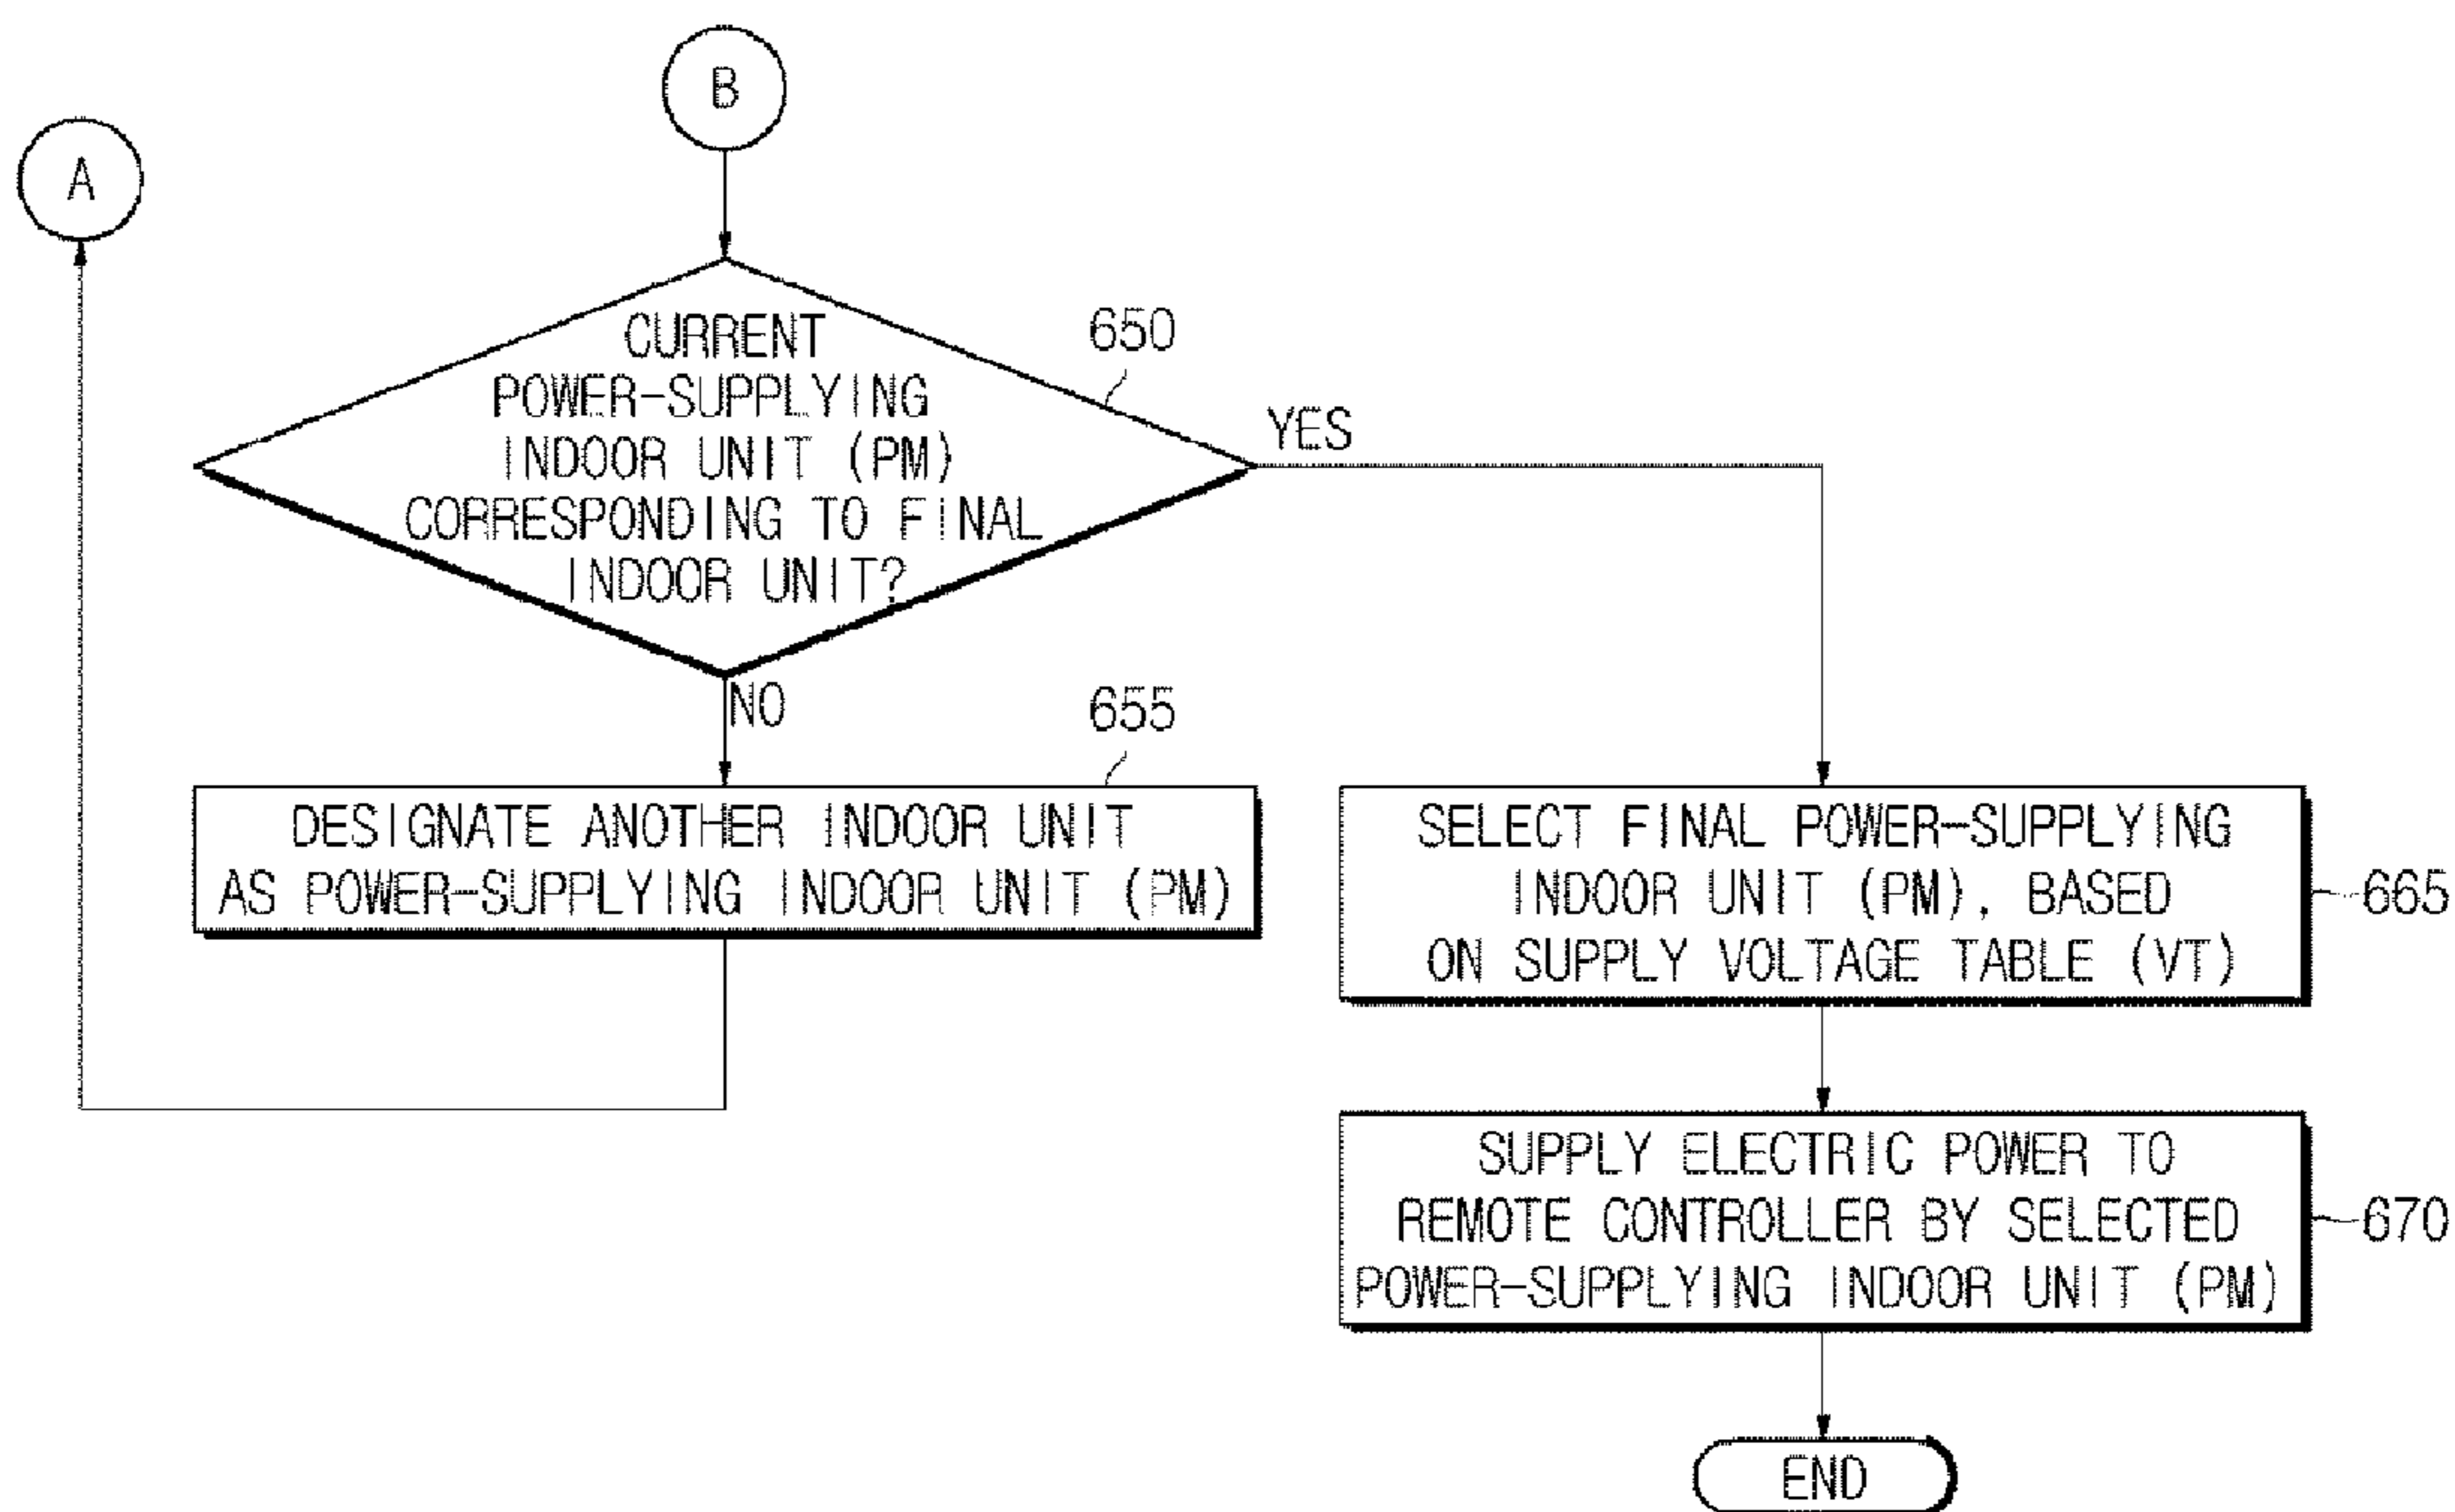 B
A
CURRENT
POWER-SUPPLYING
INDOOR UNIT (PM)
CORRESPONDING TO FINAL
INDOOR UNIT?
650
YES
NO
655
DESIGNATE ANOTHER INDOOR UNIT
AS POWER-SUPPLYING INDOOR UNIT (PM)
SELECT FINAL POWER-SUPPLYING
INDOOR UNIT (PM), BASED
ON SUPPLY VOLTAGE TABLE (VT)
665
SUPPLY ELECTRIC POWER TO
REMOTE CONTROLLER BY SELECTED
POWER-SUPPLYING INDOOR UNIT (PM)
670
END